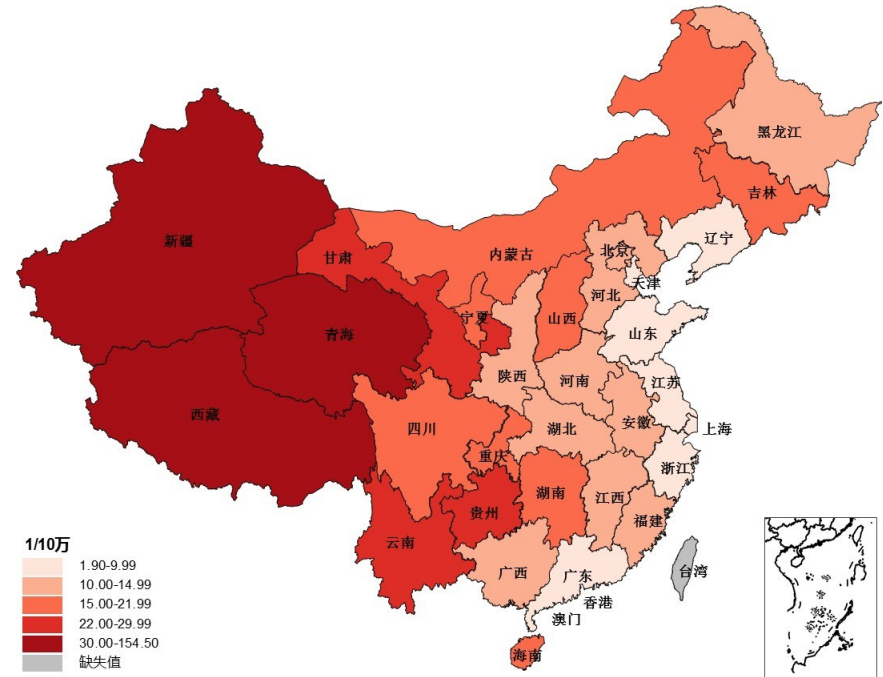 黑龙江
吉林
辽宁
新疆
甘肃
内蒙古
北京
天津
河北
宁夏
山西
青海
山东
陕西
河南
江苏
西藏
四川
湖北
安徽
上海
重庆
浙江
湖南
江西
贵州
福建
云南
广西
广东
台湾
香港
澳门
海南
1/10万
1.90-9.99
10.00-14.99
15.00-21.99
22.00-29.99
30.00-154.50
缺失值